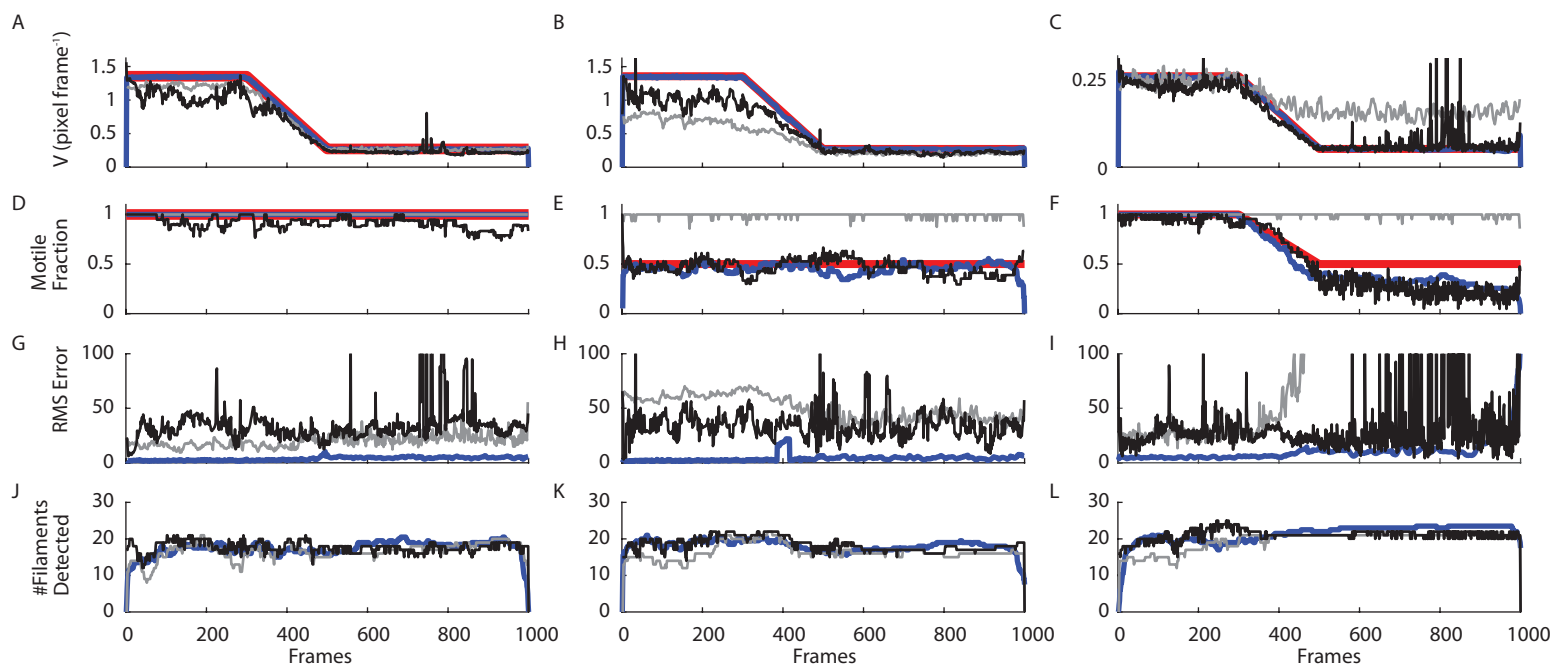 A
B
C
V (pixel frame⁻¹)
1.5
1
0.5
0
1.5
1
0.5
0
0.25
0
D
E
F
Motile
Fraction
1
0.5
0
1
0.5
0
1
0.5
0
G
H
I
RMS Error
100
50
0
100
50
0
100
50
0
J
K
L
#Filaments
Detected
30
20
10
0
30
20
10
0
30
20
10
0
0 200 400 600 800 1000
0 200 400 600 800 1000
0 200 400 600 800 1000
Frames
Frames
Frames